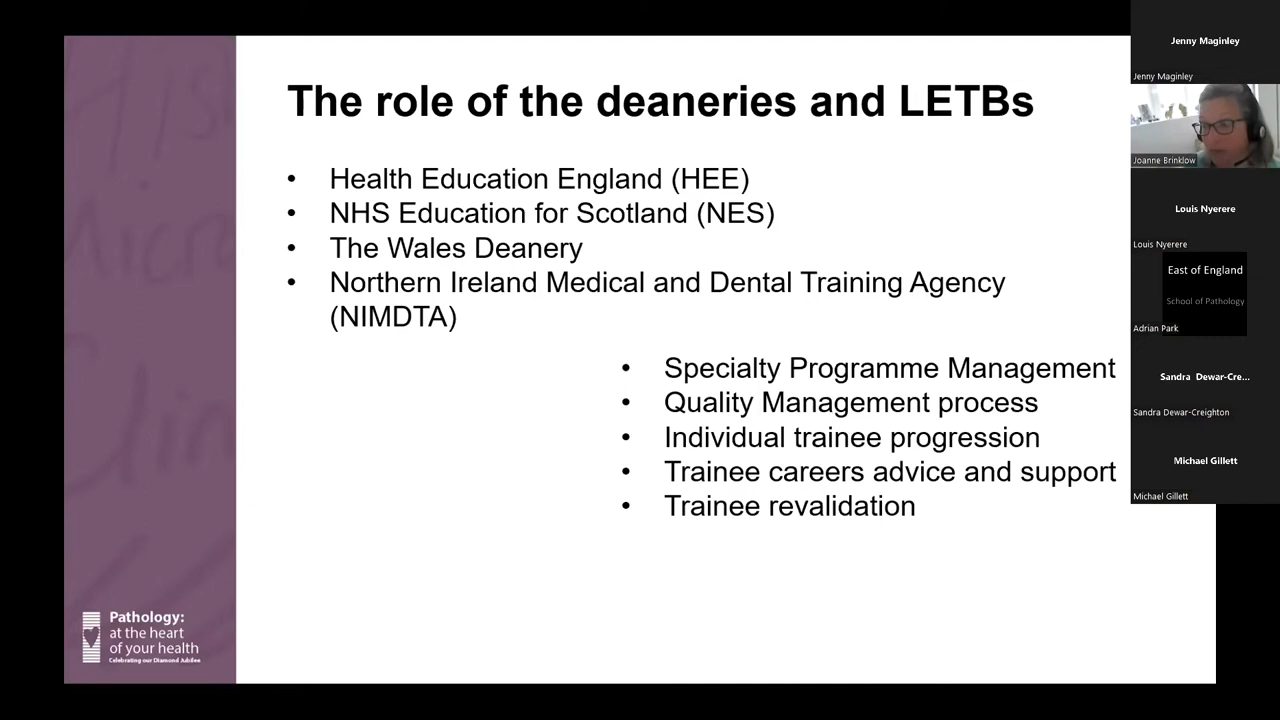 The role of the deaneries and LETBs
• Health Education England (HEE)
• NHS Education for Scotland (NES)
• The Wales Deanery
• Northern Ireland Medical and Dental Training Agency
(NIMDTA)
• Specialty Programme Management
• Quality Management process
• Individual trainee progression
• Trainee careers advice and support
• Trainee revalidation
Pathology:
at the heart
of your health
Celebrating our Diamond Jubilee
Jenny Maginley
Jenny Maginley
Joanne Brinklow
Louis Nyerere
Louis Nyerere
East of England
School of Pathology
Adrian Park
Sandra Dewar-Cre...
Sandra Dewar-Creighton
Michael Gillett
Michael Gillett